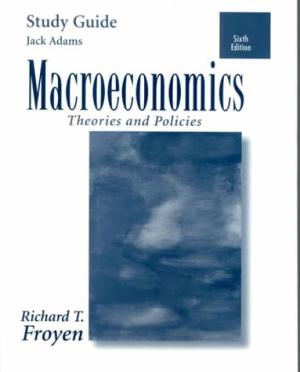 Study Guide
Jack Adams
Sixth
Edition
Macroeconomics
Theories and Policies
Richard T.
Froyen